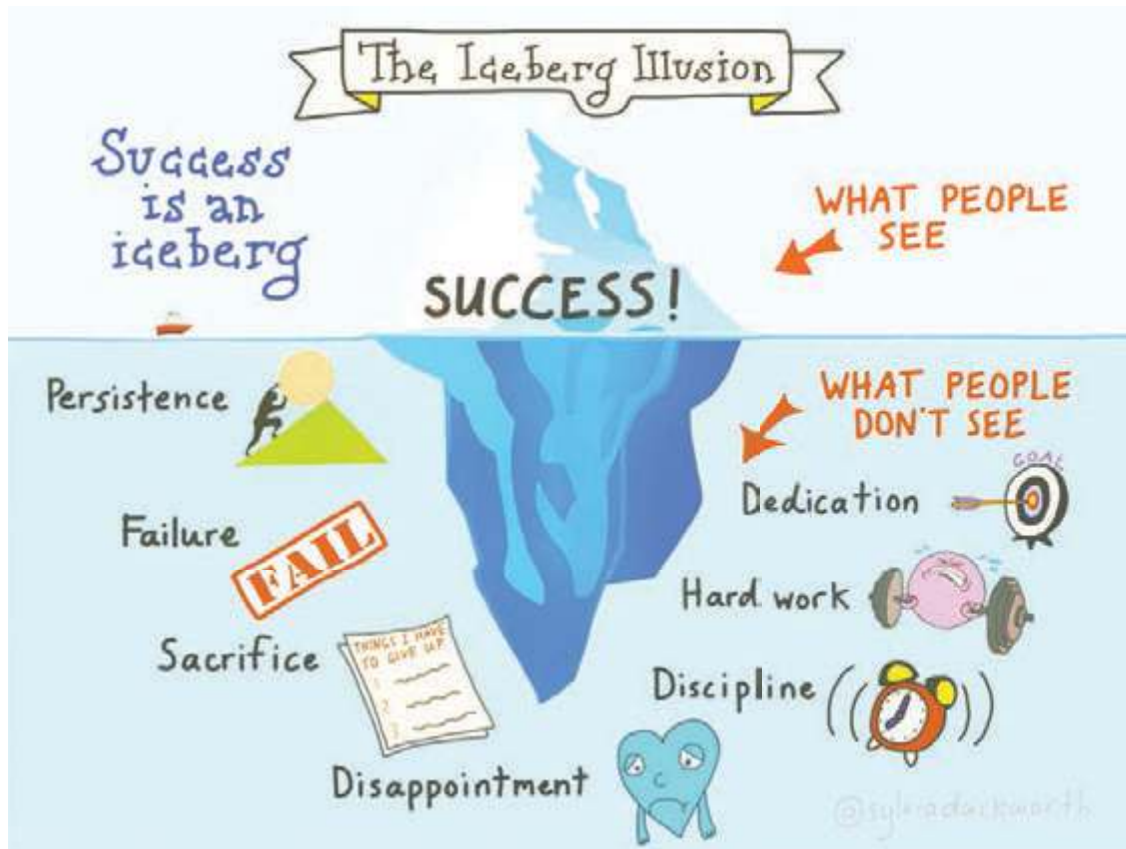 The Iceberg Illusion
Success
is an
iceberg
WHAT PEOPLE
SEE
SUCCESS!
Persistence
WHAT PEOPLE
DON'T SEE
GOAL
Dedication
Failure
FAIL
Hard work
Sacrifice
THINGS I HAVE
TO GIVE UP
1
2
3
Discipline
Disappointment
@sylviaduckworth